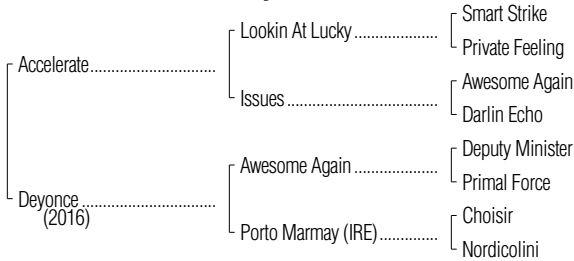 Smart Strike
Lookin At Lucky ....................
Private Feeling
Accelerate..............................
Awesome Again
Issues ....................................
Darlin Echo
Deputy Minister
Awesome Again ....................
Primal Force
Deyonce ................................
(2016)
Choisir
Porto Marmay (IRE)..............
Nordicolini